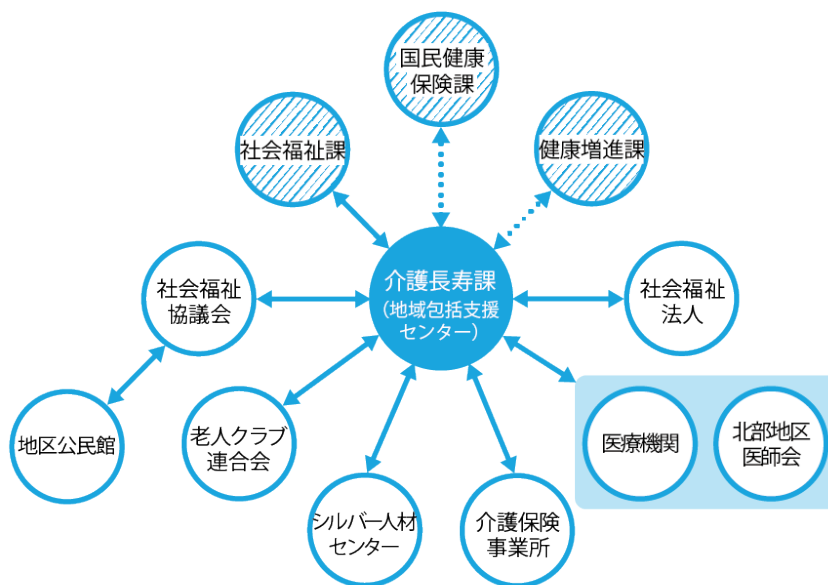 国民健康
保険課
社会福祉課
健康増進課
介護長寿課
（地域包括支援
センター）
社会福祉
協議会
社会福祉
法人
地区公民館
老人クラブ
連合会
医療機関
北部地区
医師会
シルバー人材
センター
介護保険
事業所